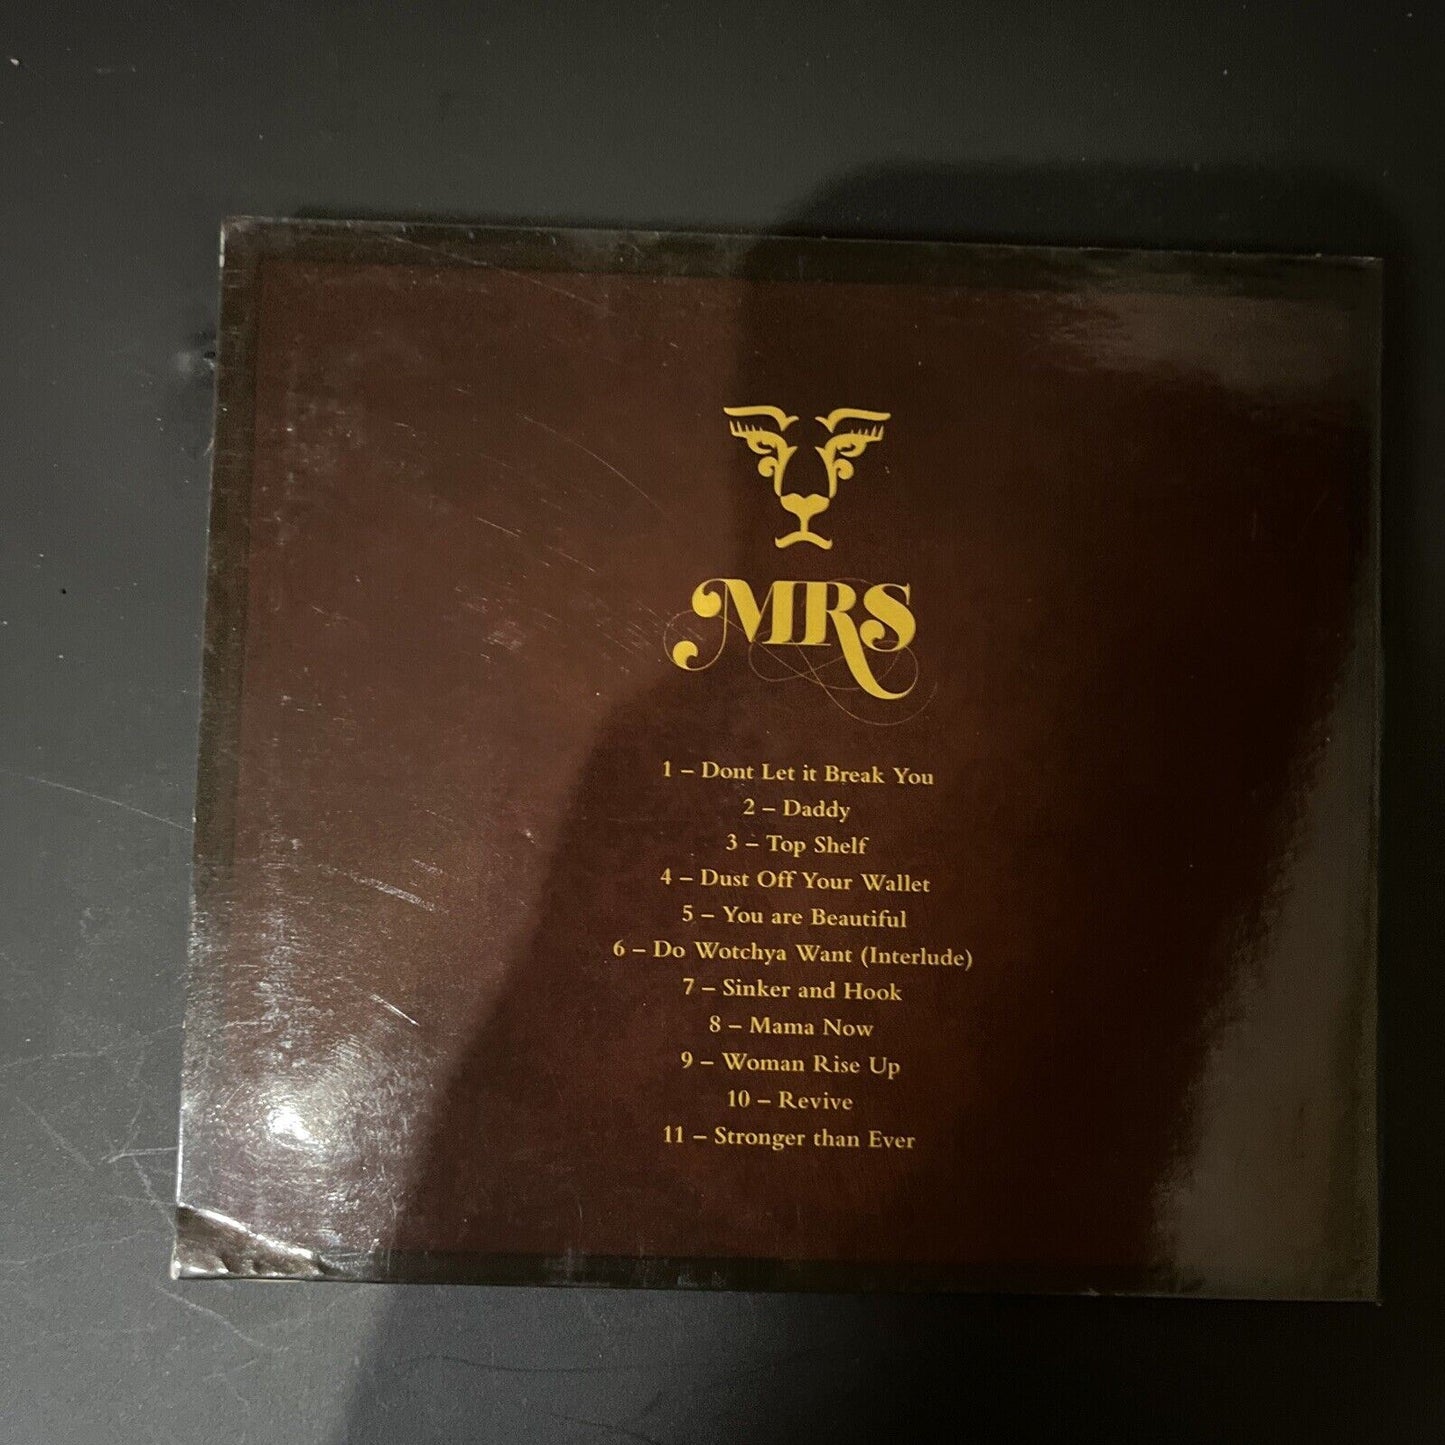 MRS
1 – Dont Let it Break You
2 – Daddy
3 – Top Shelf
4 – Dust Off Your Wallet
5 – You are Beautiful
6 – Do Wotchya Want (Interlude)
7 – Sinker and Hook
8 – Mama Now
9 – Woman Rise Up
10 – Revive
11 – Stronger than Ever